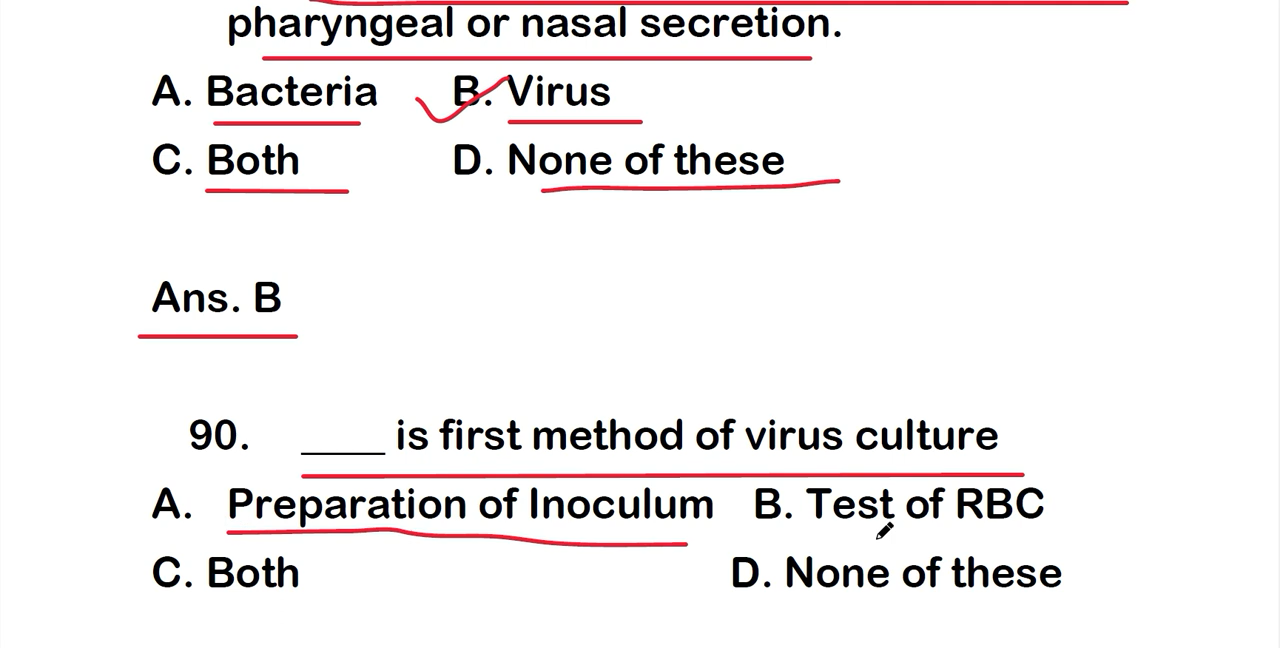 pharyngeal or nasal secretion.
A. Bacteria B. Virus
C. Both D. None of these
Ans. B
90. ____ is first method of virus culture
A. Preparation of Inoculum B. Test of RBC
C. Both D. None of these